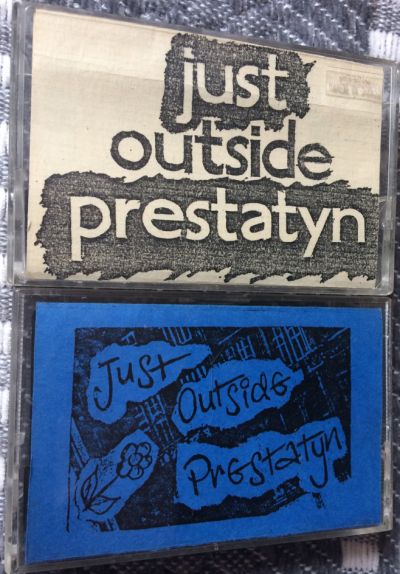 just
outside
prestatyn
Just
Outside
Prestatyn